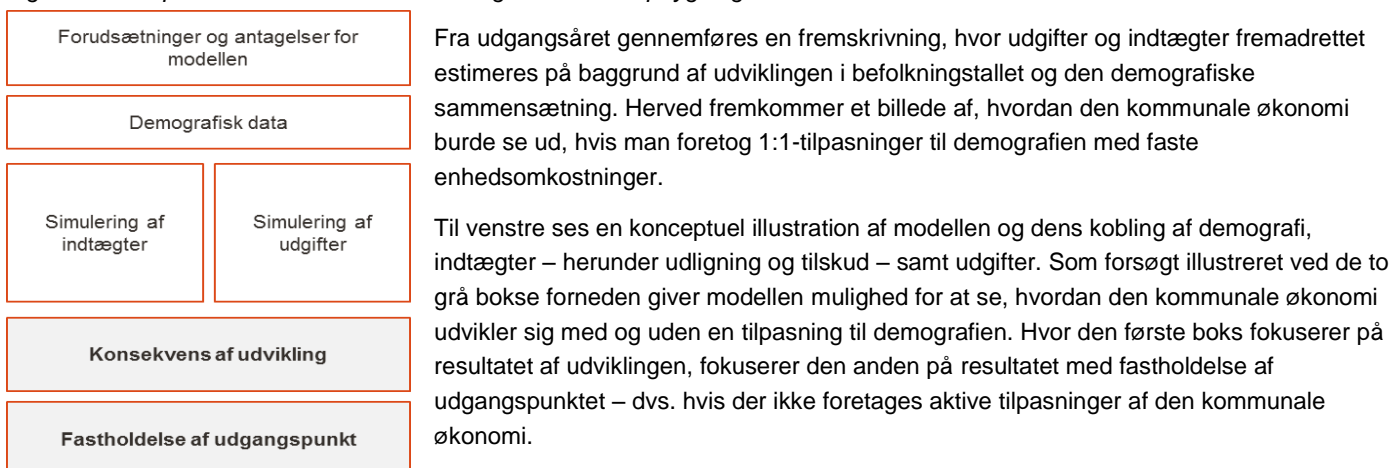 Forudsætninger og antagelser for
modellen
Demografisk data
Simulering af
indtægter
Simulering af
udgifter
Konsekvens af udvikling
Fastholdelse af udgangspunkt
Fra udgangsåret gennemføres en fremskrivning, hvor udgifter og indtægter fremadrettet
estimeres på baggrund af udviklingen i befolkningstallet og den demografiske
sammensætning. Herved fremkommer et billede af, hvordan den kommunale økonomi
burde se ud, hvis man foretog 1:1-tilpasninger til demografien med faste
enhedsomkostninger.
Til venstre ses en konceptuel illustration af modellen og dens kobling af demografi,
indtægter – herunder udligning og tilskud – samt udgifter. Som forsøgt illustreret ved de to
grå bokse forneden giver modellen mulighed for at se, hvordan den kommunale økonomi
udvikler sig med og uden en tilpasning til demografien. Hvor den første boks fokuserer på
resultatet af udviklingen, fokuserer den anden på resultatet med fastholdelse af
udgangspunktet – dvs. hvis der ikke foretages aktive tilpasninger af den kommunale
økonomi.